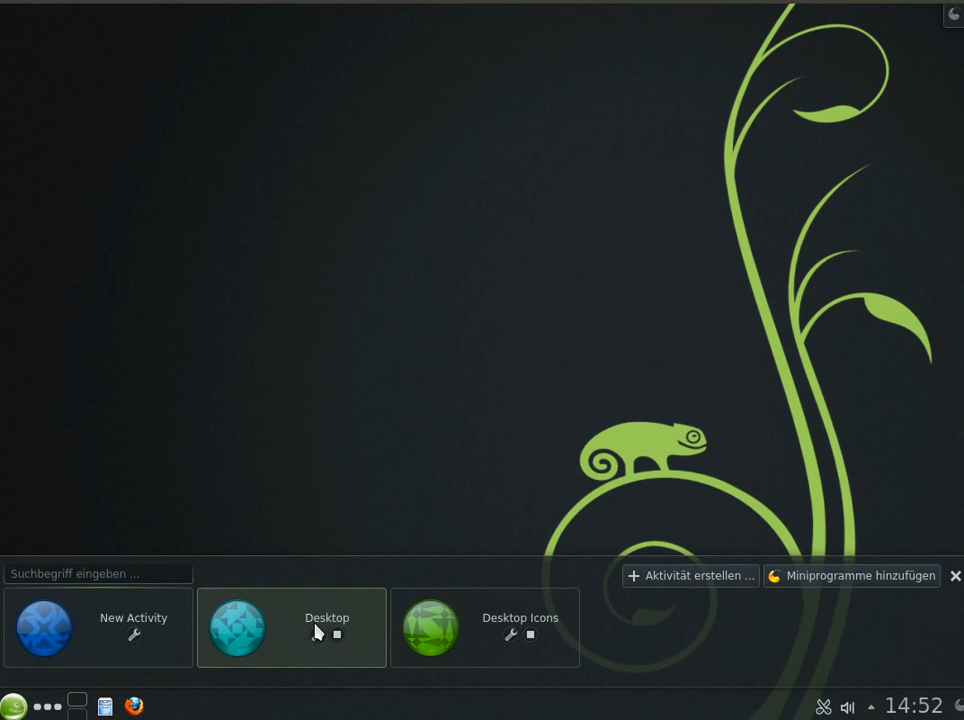 Suchbegriff eingeben ...
Aktivität erstellen ...
Miniprogramme hinzufügen
New Activity
Desktop
Desktop Icons
14:52